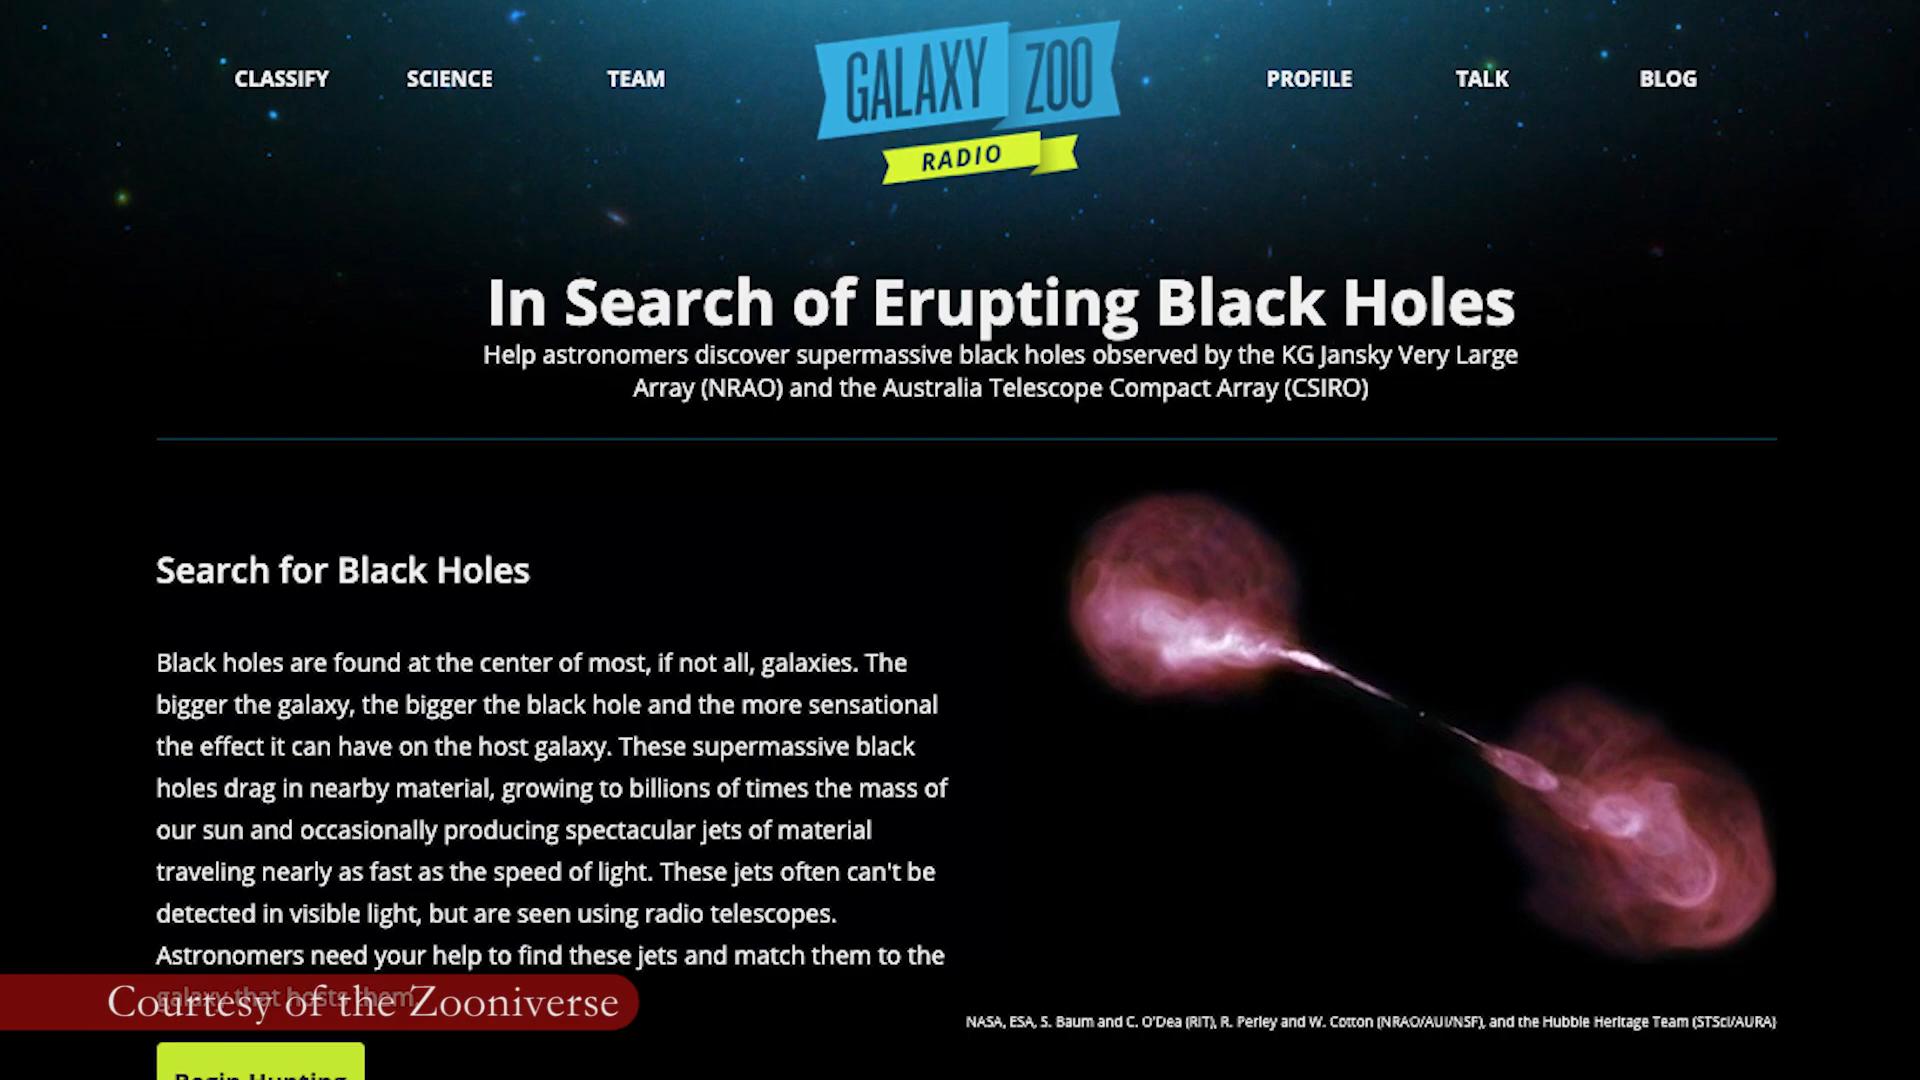 CLASSIFY
SCIENCE
TEAM
GALAXY ZOO
RADIO
PROFILE
TALK
BLOG
In Search of Erupting Black Holes
Help astronomers discover supermassive black holes observed by the KG Jansky Very Large
Array (NRAO) and the Australia Telescope Compact Array (CSIRO)
Search for Black Holes
Black holes are found at the center of most, if not all, galaxies. The
bigger the galaxy, the bigger the black hole and the more sensational
the effect it can have on the host galaxy. These supermassive black
holes drag in nearby material, growing to billions of times the mass of
our sun and occasionally producing spectacular jets of material
traveling nearly as fast as the speed of light. These jets often can't be
detected in visible light, but are seen using radio telescopes.
Astronomers need your help to find these jets and match them to the
galaxy that hosts them.
Courtesy of the Zooniverse
NASA, ESA, S. Baum and C. O'Dea (RIT), R. Perley and W. Cotton (NRAO/AUI/NSF), and the Hubble Heritage Team (STScI/AURA)
Begin Hunting